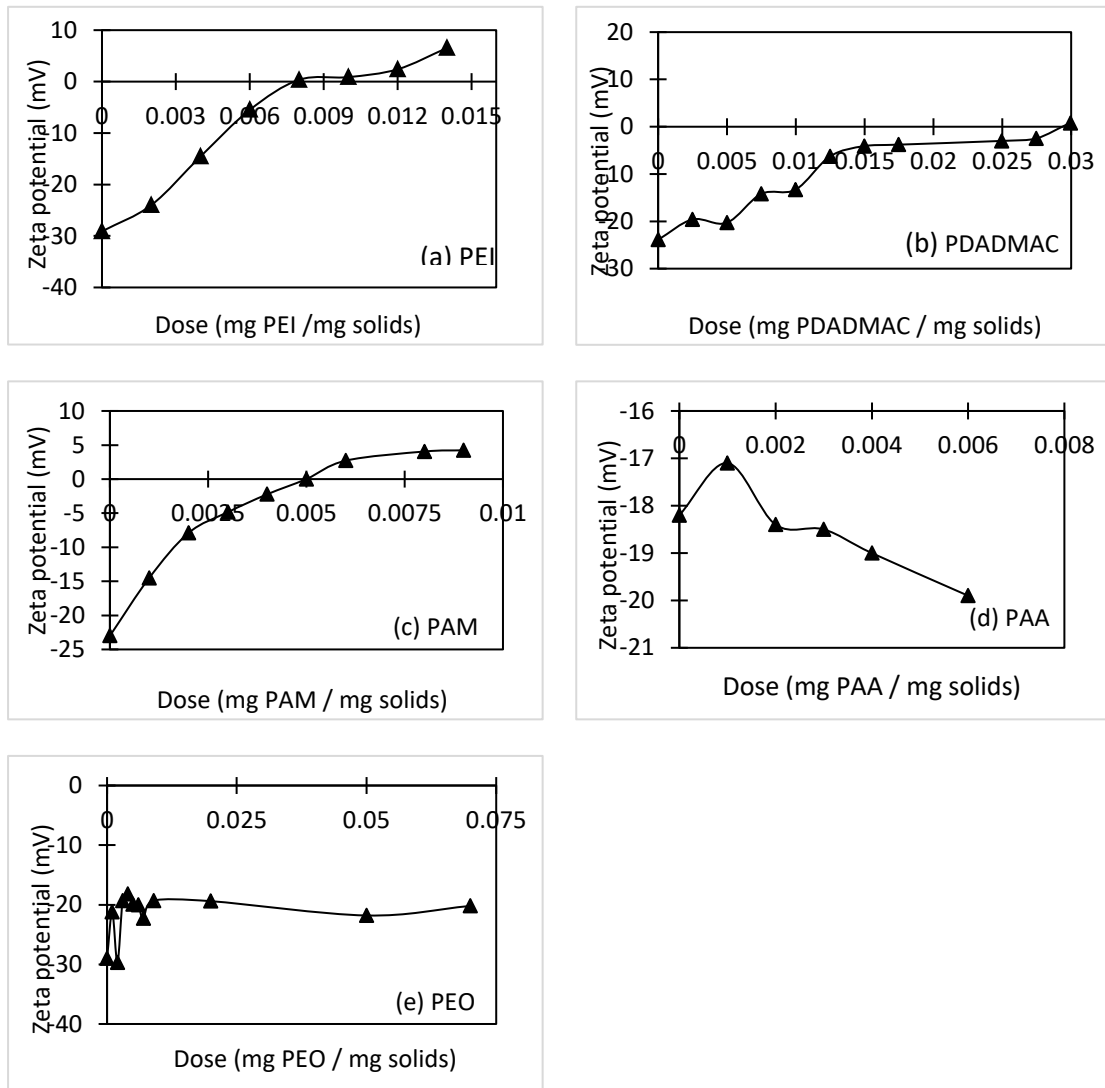 10
0
10
20
30
-40
0 0.003 0.006 0.009 0.012 0.015
Zeta potential (mV)
(a) PEI
Dose (mg PEI /mg solids)
20
10
0
10
20
30
0 0.005 0.01 0.015 0.02 0.025 0.03
Zeta potential (mV)
(b) PDADMAC
Dose (mg PDADMAC / mg solids)
10
5
0
-5
-10
-15
-20
-25
0 0.0025 0.005 0.0075 0.01
Zeta potential (mV)
(c) PAM
Dose (mg PAM / mg solids)
-16
-17
-18
-19
-20
-21
0 0.002 0.004 0.006 0.008
Zeta potential (mV)
(d) PAA
Dose (mg PAA / mg solids)
0
-10
-20
-30
-40
0 0.025 0.05 0.075
Zeta potential (mV)
(e) PEO
Dose (mg PEO / mg solids)